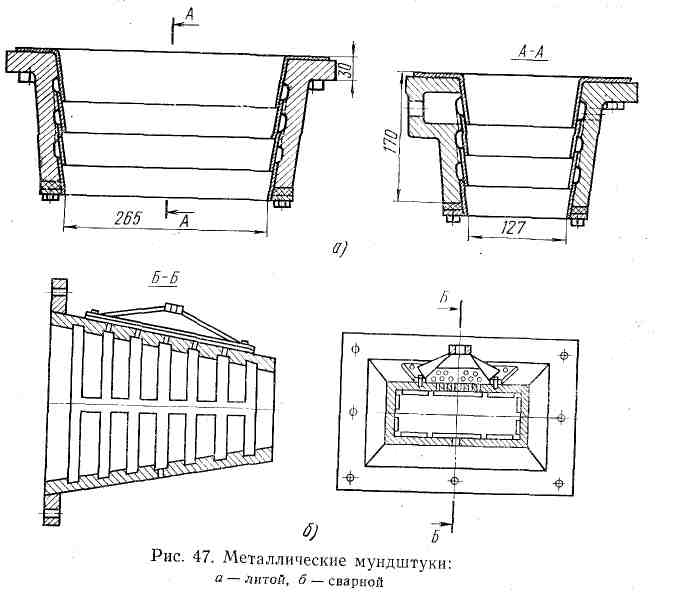 А
А-А
30
170
265
А
127
а)
Б-Б
Б
б)
Б
Рис. 47. Металлические мундштуки:
а — литой, б — сварной